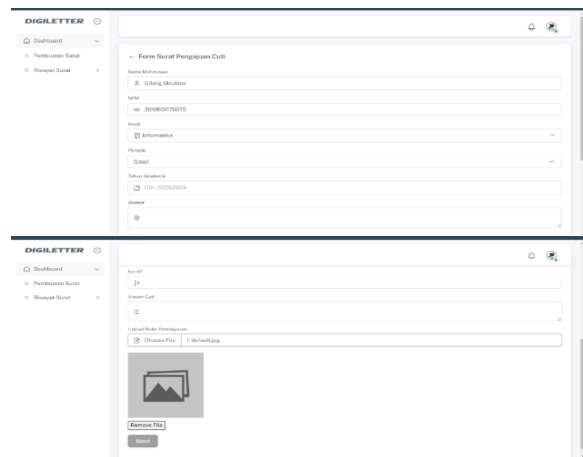 DIGILETTER
Dashboard
Pembuatan Surat
Riwayat Surat
← Form Surat Pengajuan Cuti
Nama Mahasiswa
Gilang Maulana
NPM
Prodi
Informatika
Periode
Gasal
Tahun Akademik
Cth: 2023/2024
Alamat
DIGILETTER
Dashboard
Pembuatan Surat
Riwayat Surat
No HP
Alasan Cuti
Upload Bukti Pembayaran
Choose File 1. default.jpg
Remove File
Send